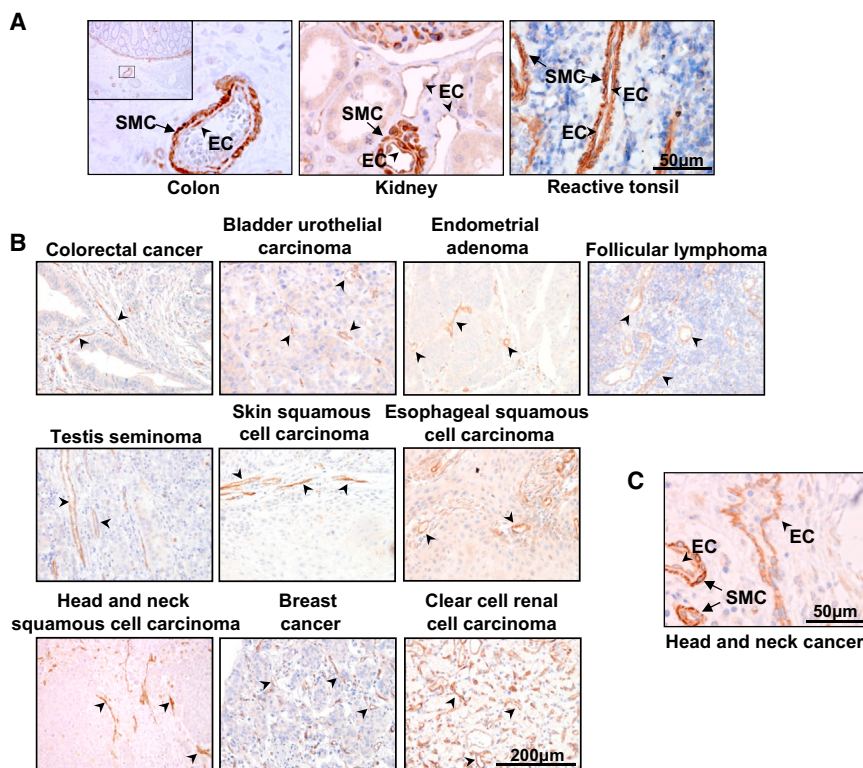 A
SMC
EC
Colon
EC
SMC
EC
Kidney
SMC
EC
EC
50µm
Reactive tonsil
B
Colorectal cancer
Bladder urothelial
carcinoma
Endometrial
adenoma
Follicular lymphoma
Testis seminoma
Skin squamous
cell carcinoma
Esophageal squamous
cell carcinoma
Head and neck
squamous cell carcinoma
Breast
cancer
Clear cell renal
cell carcinoma
200µm
C
EC
EC
SMC
50µm
Head and neck cancer